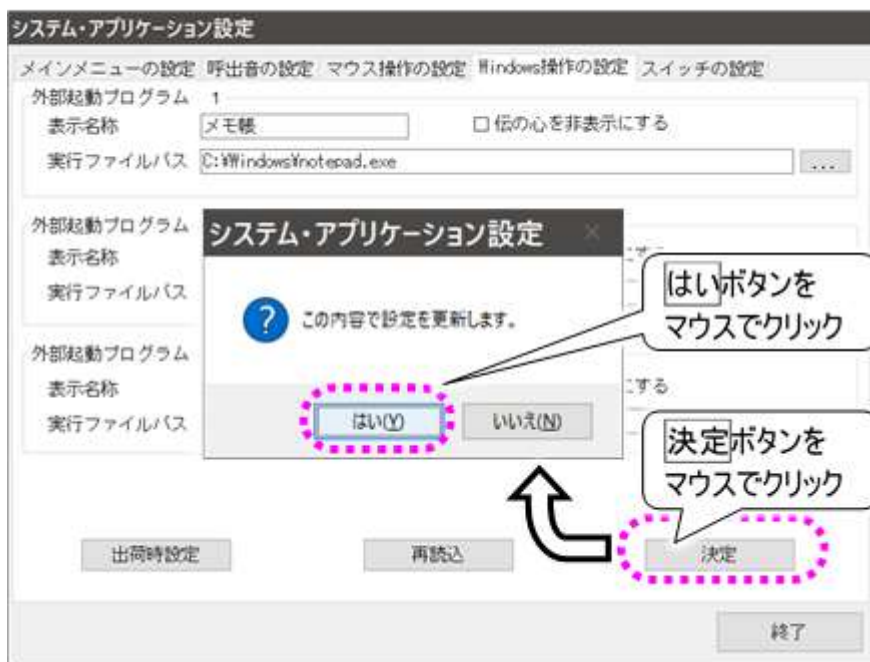 システム・アプリケーション設定
メインメニューの設定 呼出音の設定 マウス操作の設定 Windows操作の設定 スイッチの設定
外部起動プログラム 1
表示名称 メモ帳 □ 伝の心を非表示にする
実行ファイルパス C:¥Windows¥notepad.exe ...
外部起動プログラム
表示名称
実行ファイルパス
システム・アプリケーション設定 ×
この内容で設定を更新します。
はい(Y) いいえ(N)
はいボタンを
マウスでクリック
外部起動プログラム
表示名称 する
実行ファイルパス
決定ボタンを
マウスでクリック
出荷時設定 再読込 決定
終了